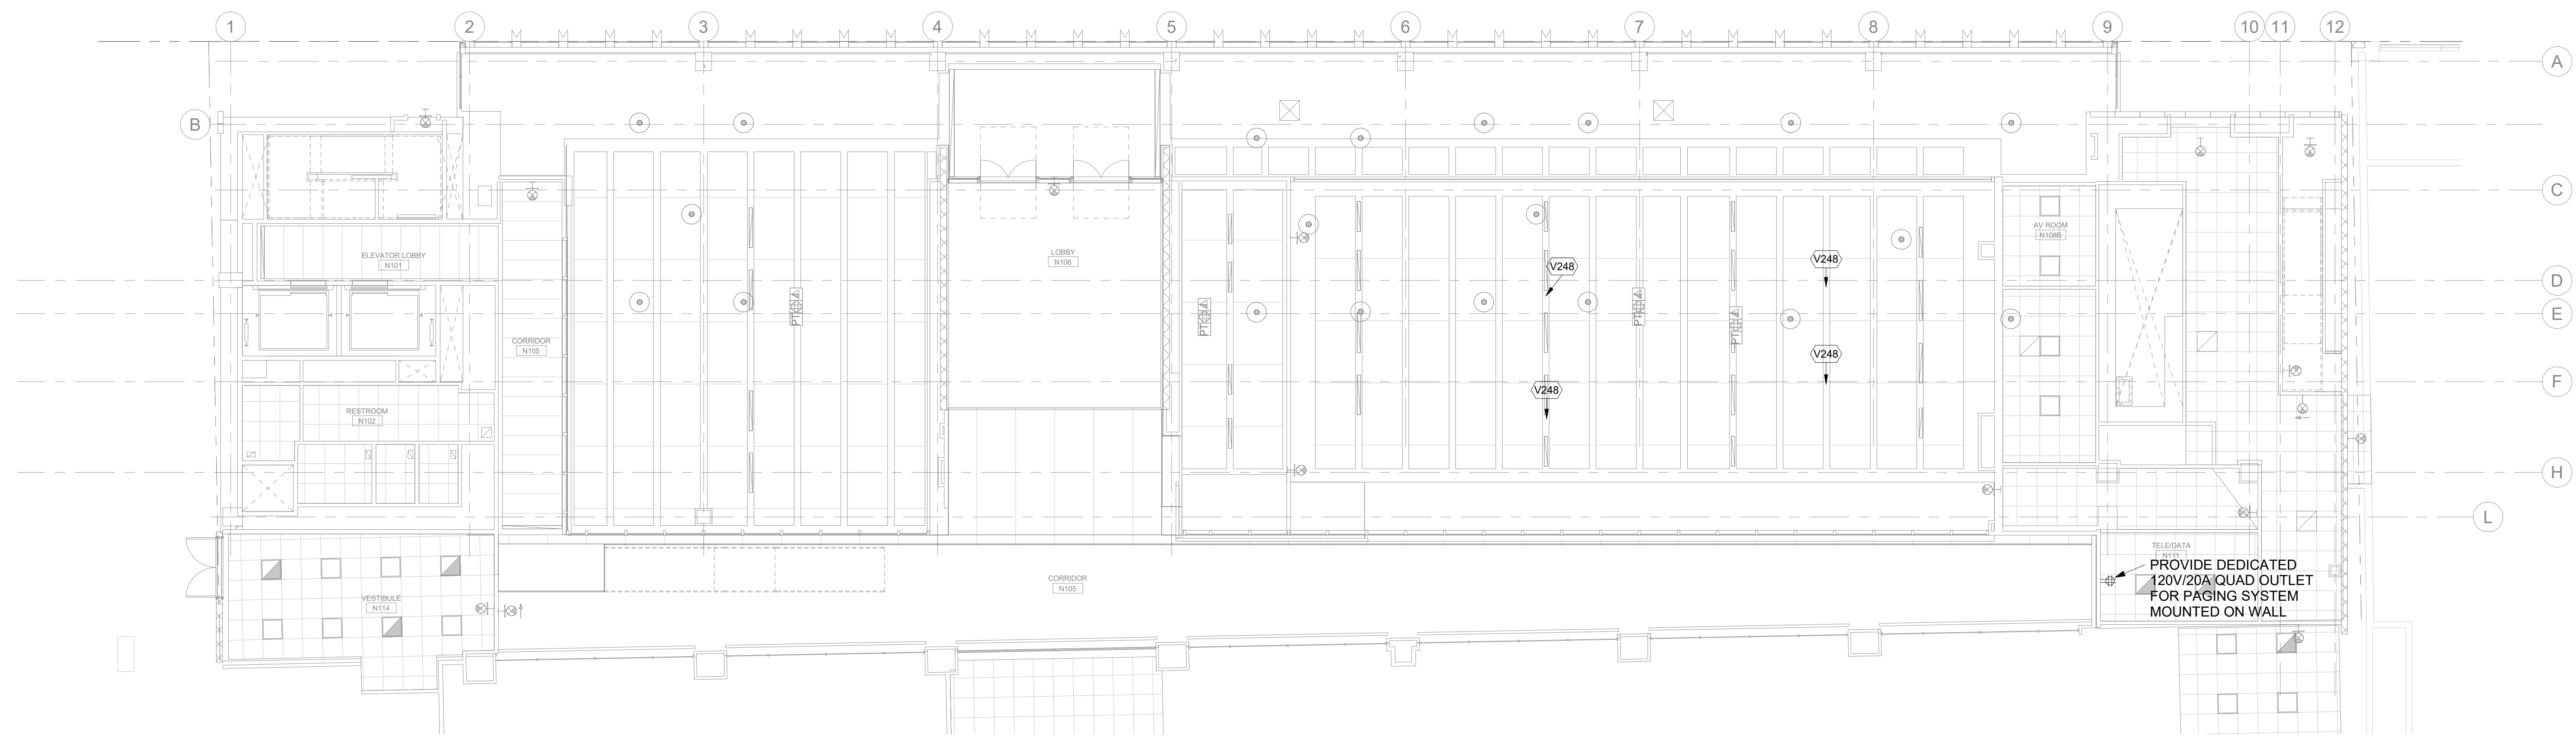 1
2
3
4
5
6
7
8
9
10
11
12
A
B
C
ELEVATOR LOBBY
N101
LOBBY
N106
AV ROOM
N108B
V248
V248
D
PT
PT
PT
PT
E
CORRIDOR
N105
V248
V248
F
RESTROOM
N102
H
L
TELE/DATA
N111
PROVIDE DEDICATED
120V/20A QUAD OUTLET
FOR PAGING SYSTEM
MOUNTED ON WALL
CORRIDOR
N105
VESTIBULE
N114